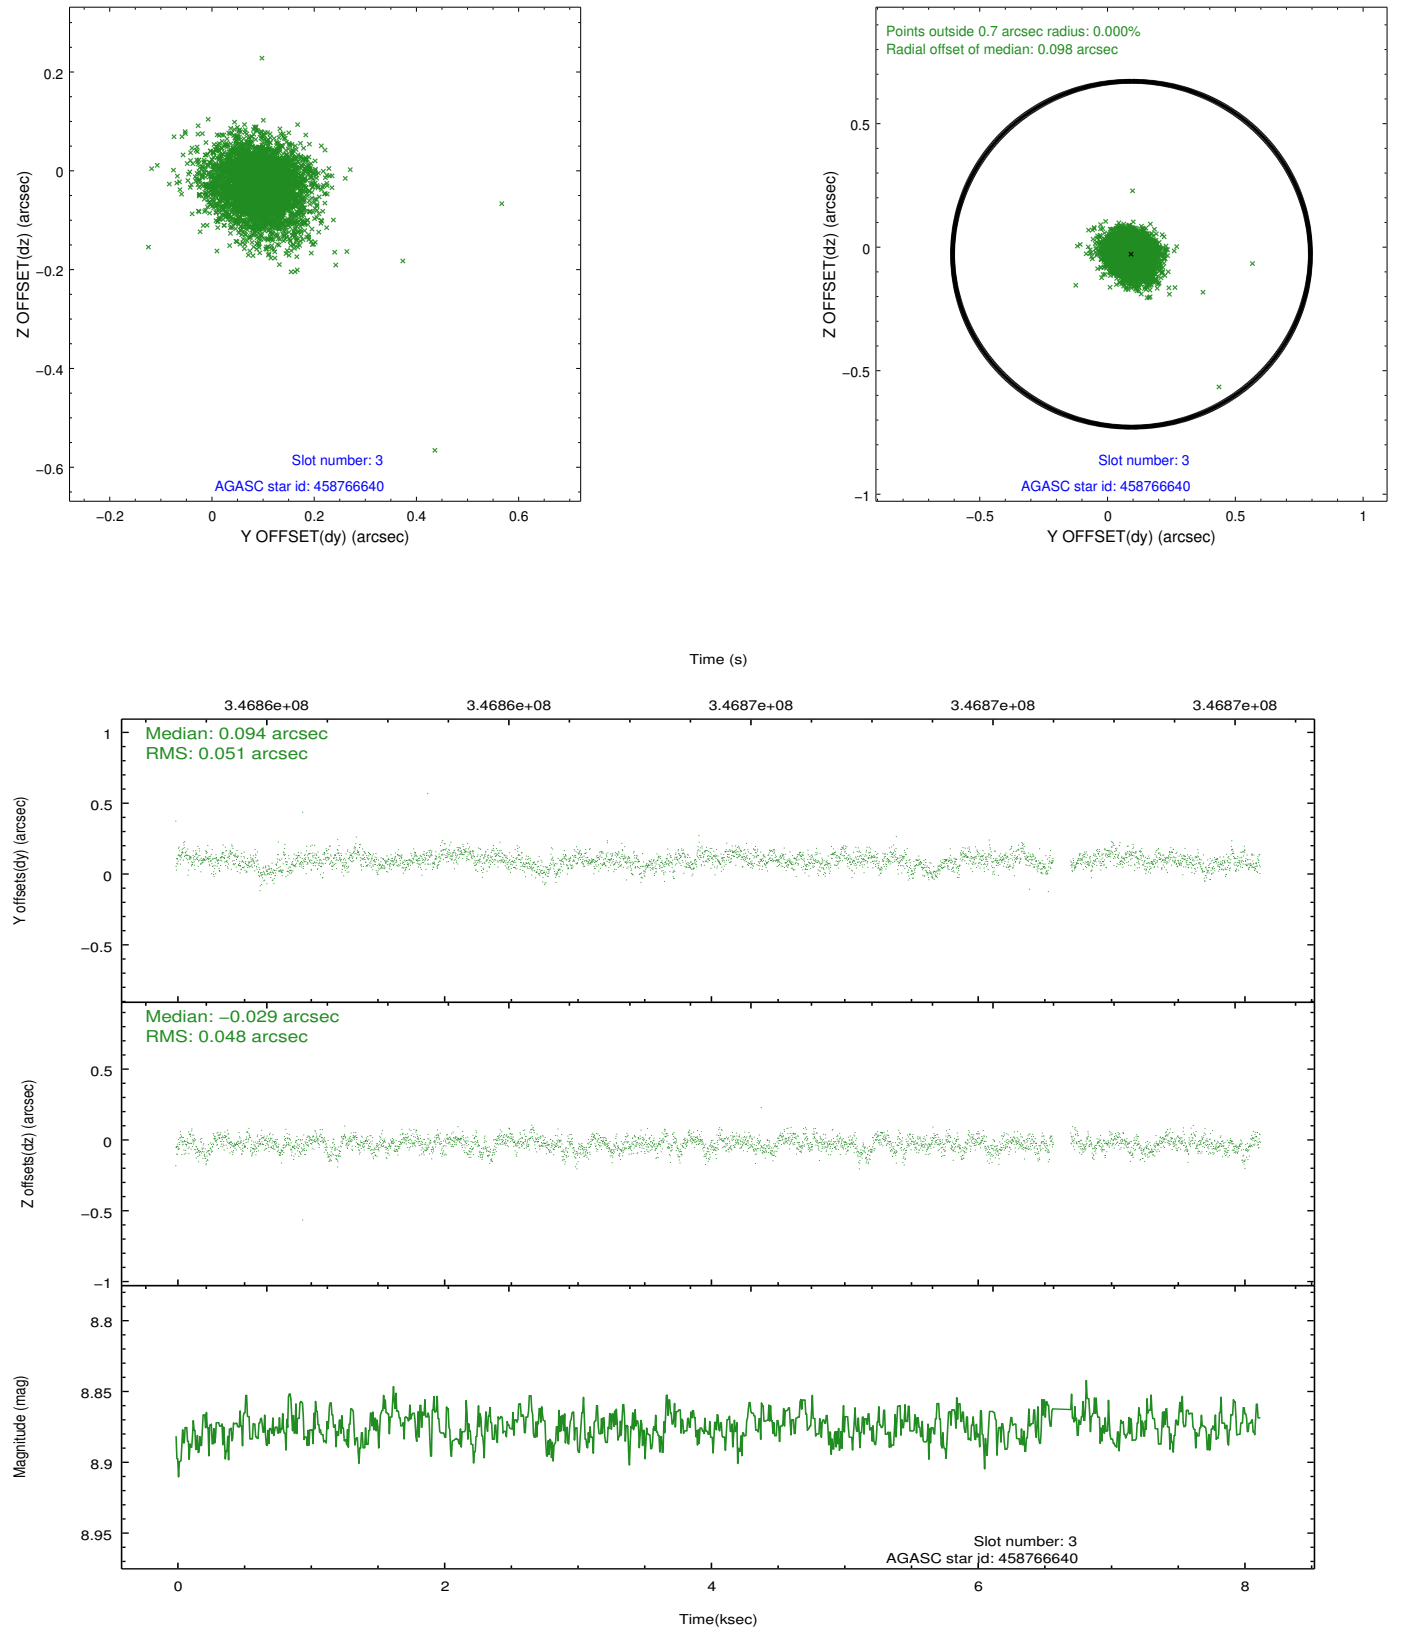 0.2
0
−0.2
−0.4
−0.6
Z OFFSET(dz) (arcsec)
Slot number: 3
AGASC star id: 458766640
−0.2 0 0.2 0.4 0.6
Y OFFSET(dy) (arcsec)
Points outside 0.7 arcsec radius: 0.000%
Radial offset of median: 0.098 arcsec
0.5
0
−0.5
−1
Z OFFSET(dz) (arcsec)
Slot number: 3
AGASC star id: 458766640
−0.5 0 0.5 1
Y OFFSET(dy) (arcsec)
Time (s)
3.4686e+08 3.4686e+08 3.4687e+08 3.4687e+08 3.4687e+08
Median: 0.094 arcsec
RMS: 0.051 arcsec
1
0.5
0
−0.5
Y offsets(dy) (arcsec)
Median: −0.029 arcsec
RMS: 0.048 arcsec
0.5
0
−0.5
−1
Z offsets(dz) (arcsec)
8.8
8.85
8.9
8.95
Magnitude (mag)
Slot number: 3
AGASC star id: 458766640
0 2 4 6 8
Time(ksec)